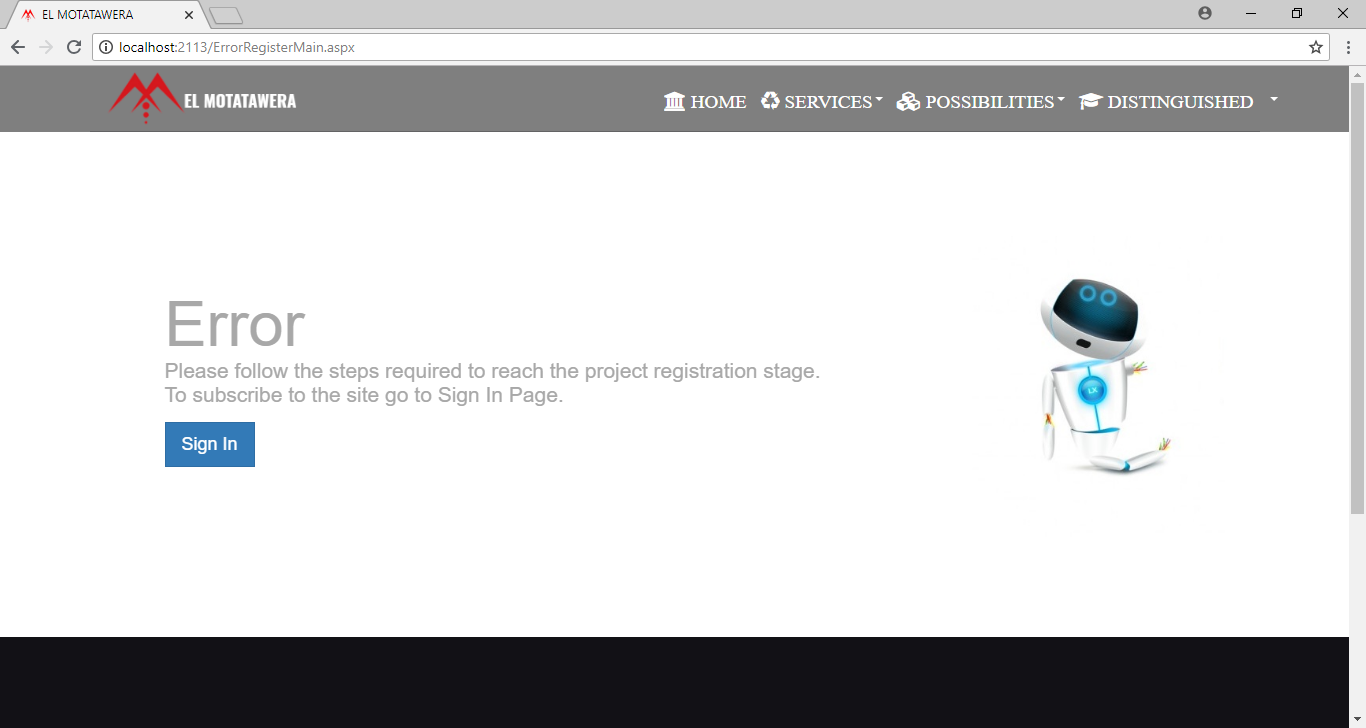 EL MOTATAWERA
localhost:2113/ErrorRegisterMain.aspx
EL MOTATAWERA
HOME SERVICES POSSIBILITIES DISTINGUISHED
Error
Please follow the steps required to reach the project registration stage.
To subscribe to the site go to Sign In Page.
Sign In
LX